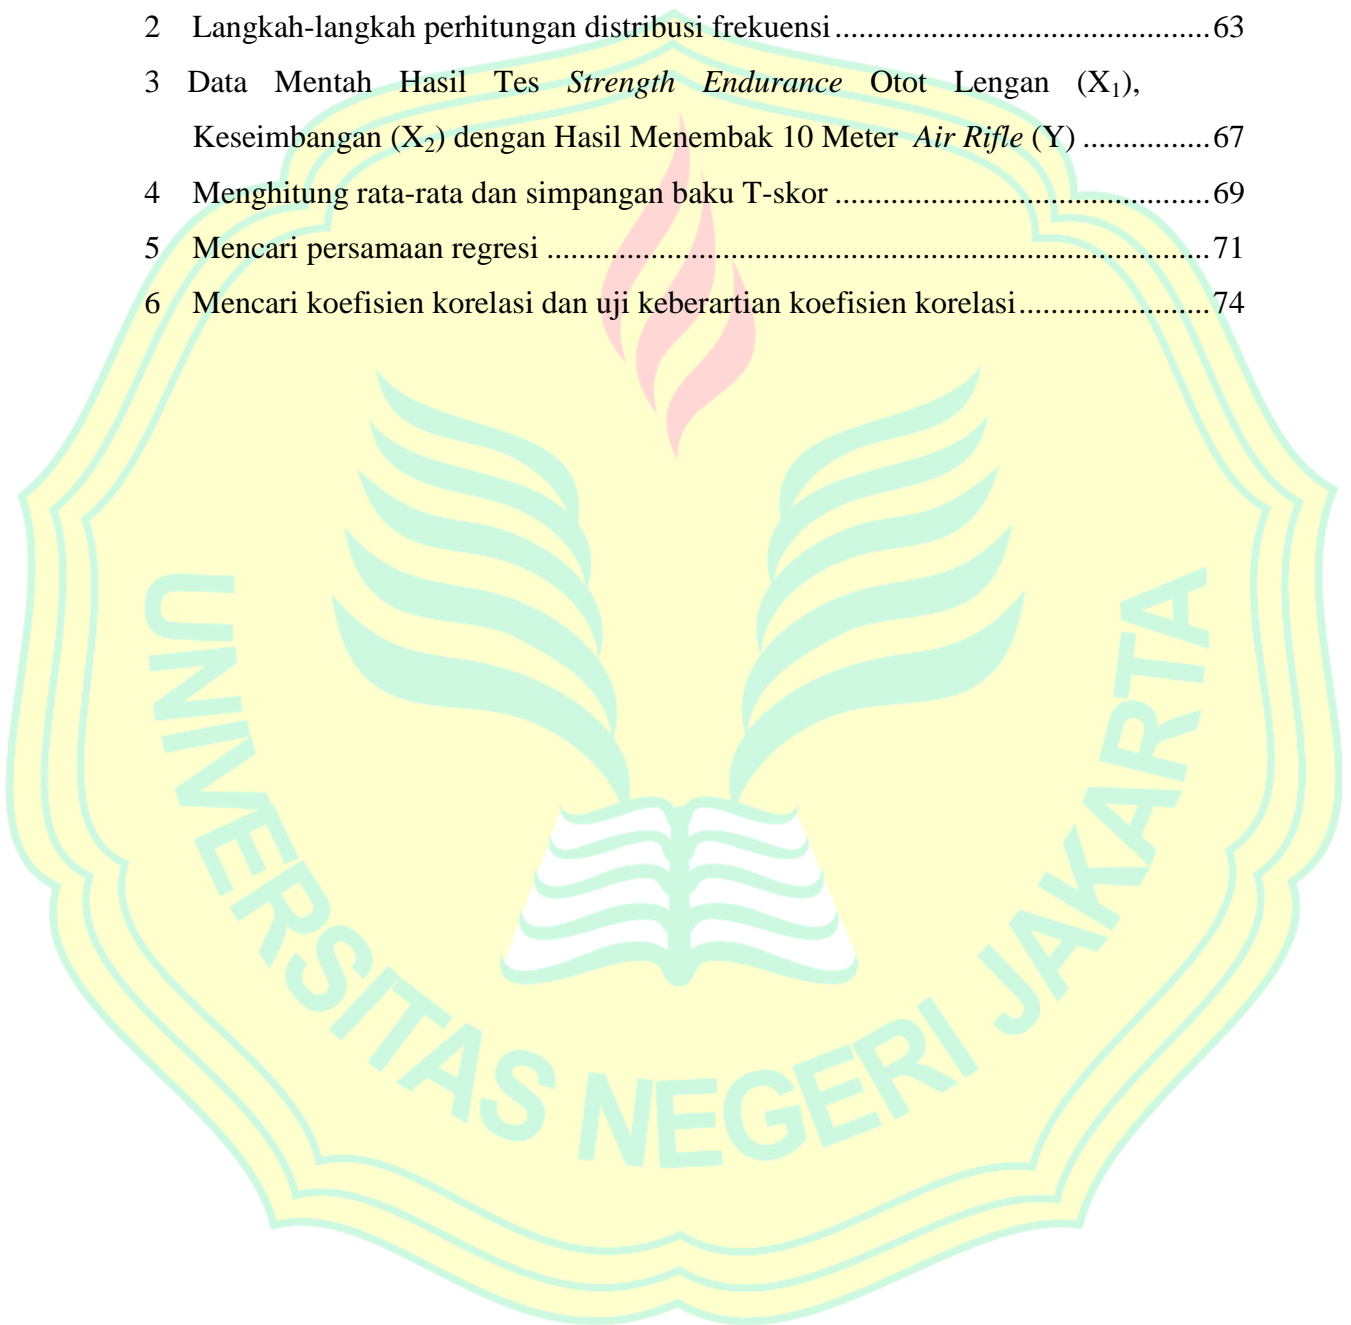 2 Langkah-langkah perhitungan distribusi frekuensi ................................................ 63
3 Data Mentah Hasil Tes Strength Endurance Otot Lengan (X₁),
Keseimbangan (X₂) dengan Hasil Menembak 10 Meter Air Rifle (Y) ................ 67
4 Menghitung rata-rata dan simpangan baku T-skor ................................................ 69
5 Mencari persamaan regresi ..................................................................................... 71
6 Mencari koefisien korelasi dan uji keberartian koefisien korelasi ........................ 74
UNIVERSITAS NEGERI JAKARTA